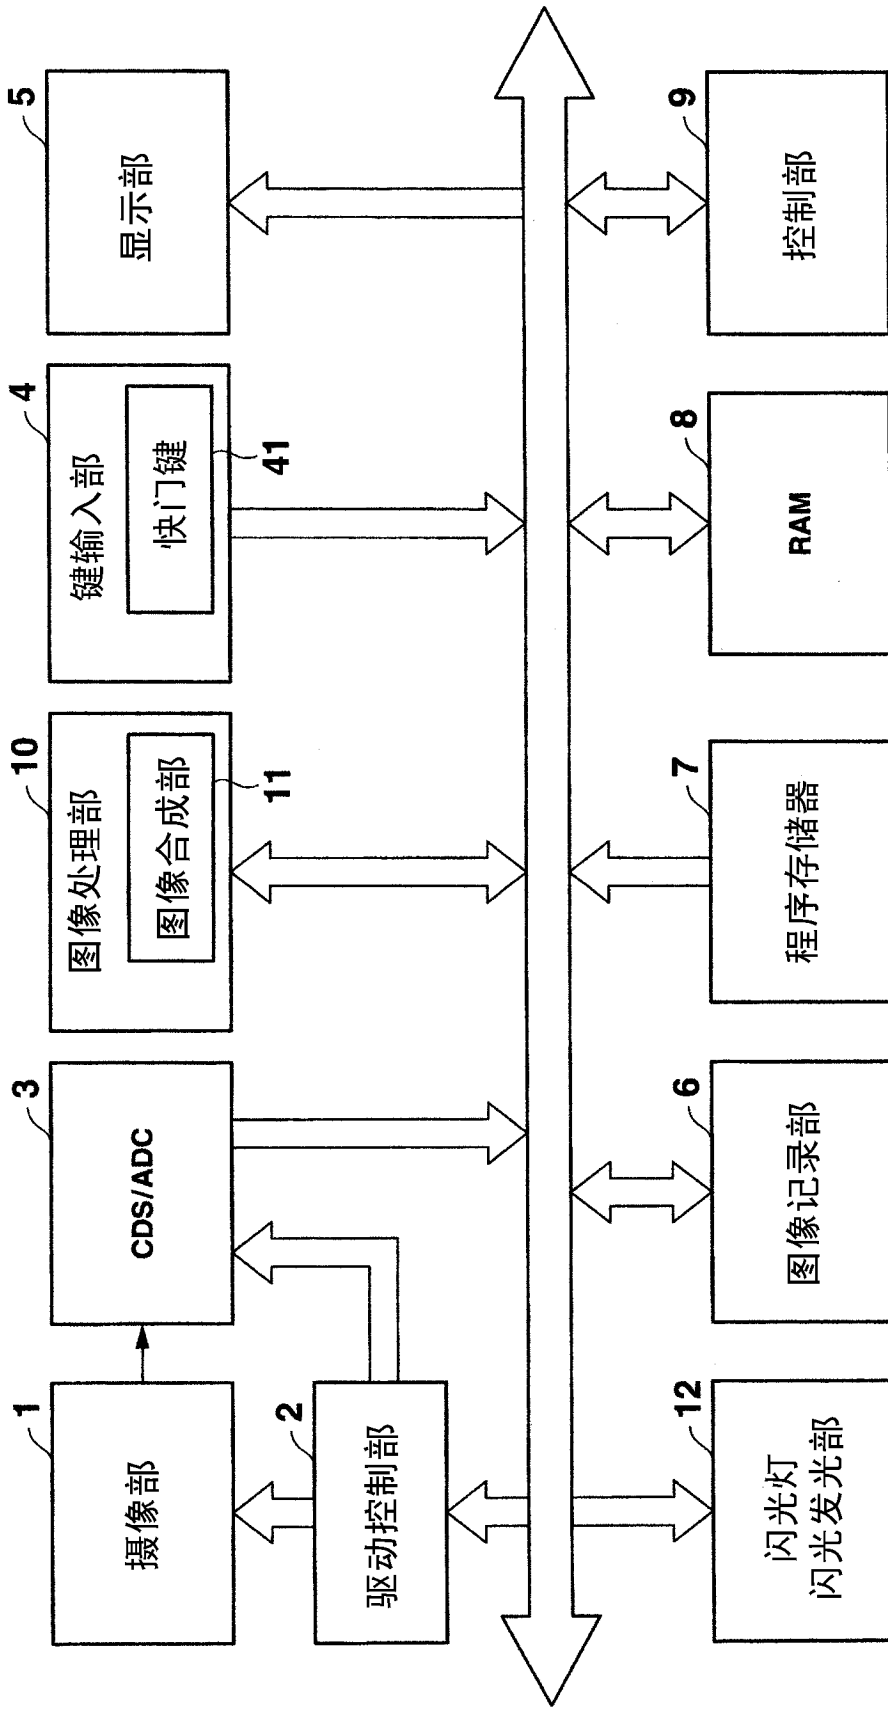 1
摄像部
3
CDS/ADC
10
图像处理部
图像合成部
11
4
键输入部
快门键
41
5
显示部
2
驱动控制部
12
闪光灯
闪光发光部
6
图像记录部
7
程序存储器
8
RAM
9
控制部